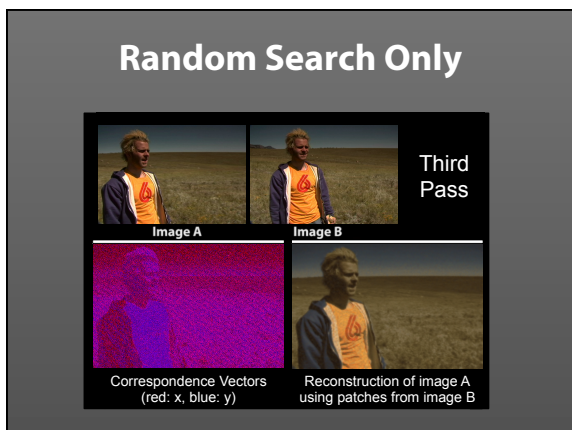 Random Search Only
Third
Pass
Image A
Image B
Correspondence Vectors
(red: x, blue: y)
Reconstruction of image A
using patches from image B